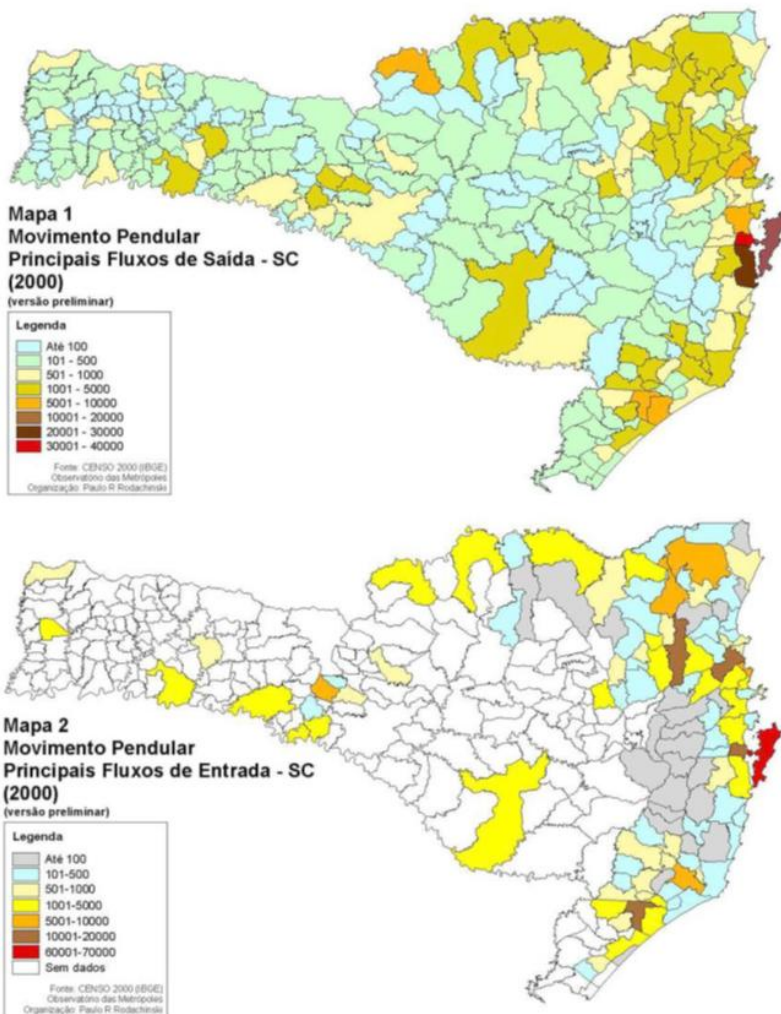 Mapa 1
Movimento Pendular
Principais Fluxos de Saída - SC
(2000)
(versão preliminar)
Legenda
Até 100
101 - 500
501 - 1000
1001 - 5000
5001 - 10000
10001 - 20000
20001 - 30000
30001 - 40000
Fonte: CENSO 2000 (IBGE)
Observatório das Metrópoles
Organização: Paulo R Rodachinski
Mapa 2
Movimento Pendular
Principais Fluxos de Entrada - SC
(2000)
(versão preliminar)
Legenda
Até 100
101-500
501-1000
1001-5000
5001-10000
10001-20000
60001-70000
Sem dados
Fonte: CENSO 2000 (IBGE)
Observatório das Metrópoles
Organização: Paulo R Rodachinski